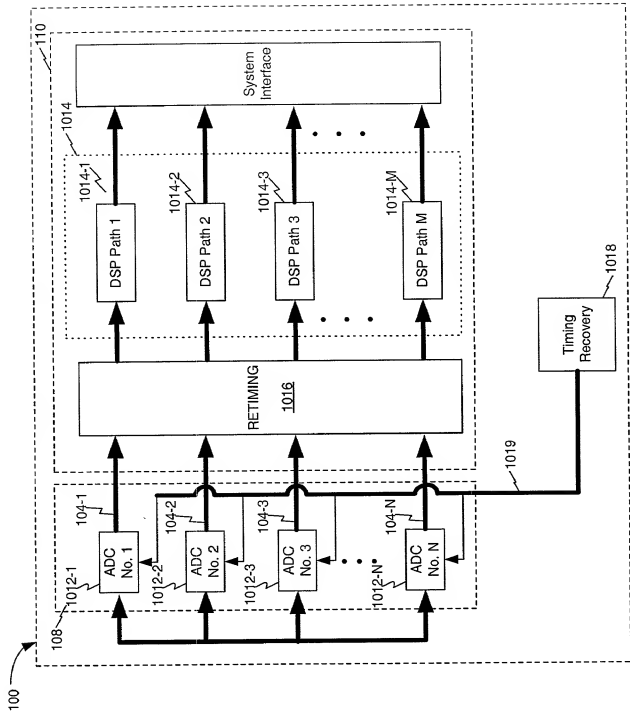 100
110
108
1014
1012-1
ADC
No. 1
104-1
1012-2
ADC
No. 2
104-2
1012-3
ADC
No. 3
104-3
1012-N
ADC
No. N
104-N
RETIMING
1016
1014-1
DSP Path 1
1014-2
DSP Path 2
1014-3
DSP Path 3
1014-M
DSP Path M
System
Interface
1019
Timing
Recovery
1018